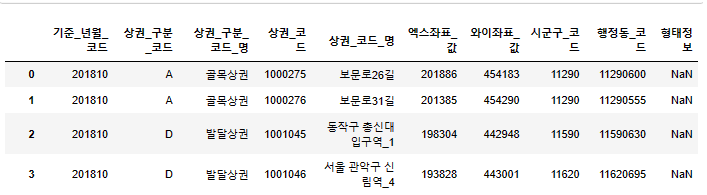 기준_년월_코드 상권_구분_코드 상권_구분_코드_명 상권_코드 상권_코드_명 엑스좌표_값 와이좌표_값 시군구_코드 행정동_코드 형태정보
0 201810 A 골목상권 1000275 보문로26길 201886 454183 11290 11290600 NaN
1 201810 A 골목상권 1000276 보문로31길 201385 454290 11290 11290555 NaN
2 201810 D 발달상권 1001045 동작구 총신대입구역_1 198304 442948 11590 11590630 NaN
3 201810 D 발달상권 1001046 서울 관악구 신림역_4 193828 443001 11620 11620695 NaN